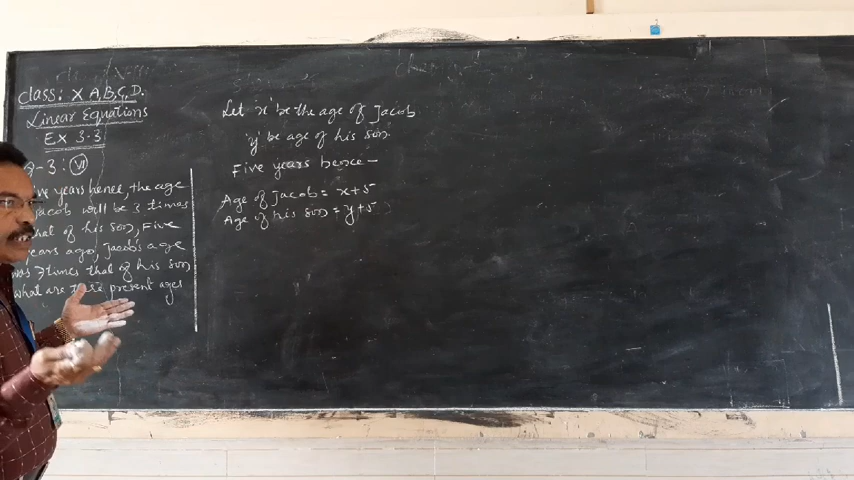 class: X A,B,C,D.
Linear Equations
Ex 3.3
-3: VI
ive years hence, the age
Jacob will be 3 times
hat of his son, Five
years ago, Jacob's age
was 7 times that of his son
what are present ages
Let 'x' be the age of Jacob
'y' be age of his son.
Five years hence-
Age of Jacob = x+5
Age of his son = y+5